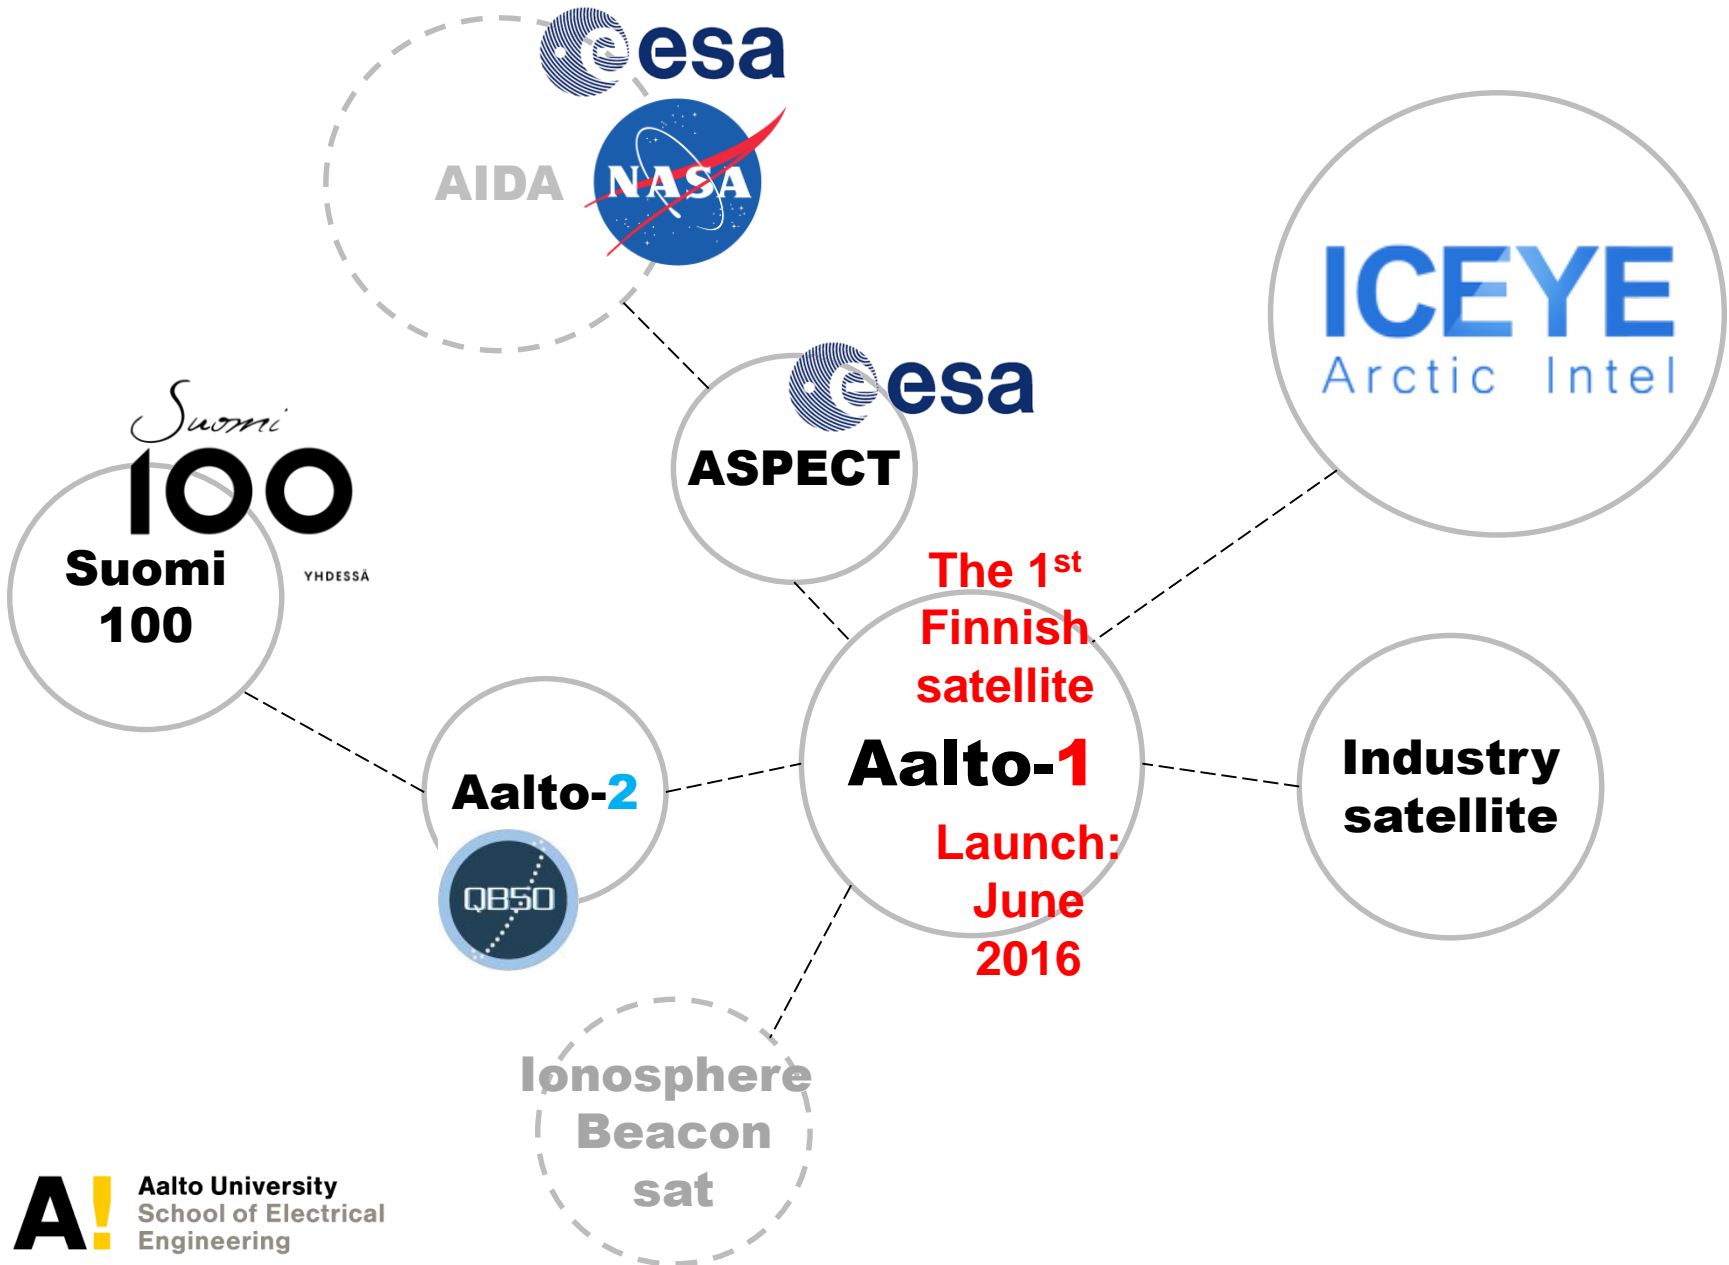 esa
AIDA
NASA
ICEYE
Arctic Intel
esa
ASPECT
Suomi
100
YHDESSÄ
Suomi
100
The 1st
Finnish
satellite
Aalto-1
Launch:
June
2016
Industry
satellite
Aalto-2
QB50
Ionosphere
Beacon
sat
A!
Aalto University
School of Electrical
Engineering